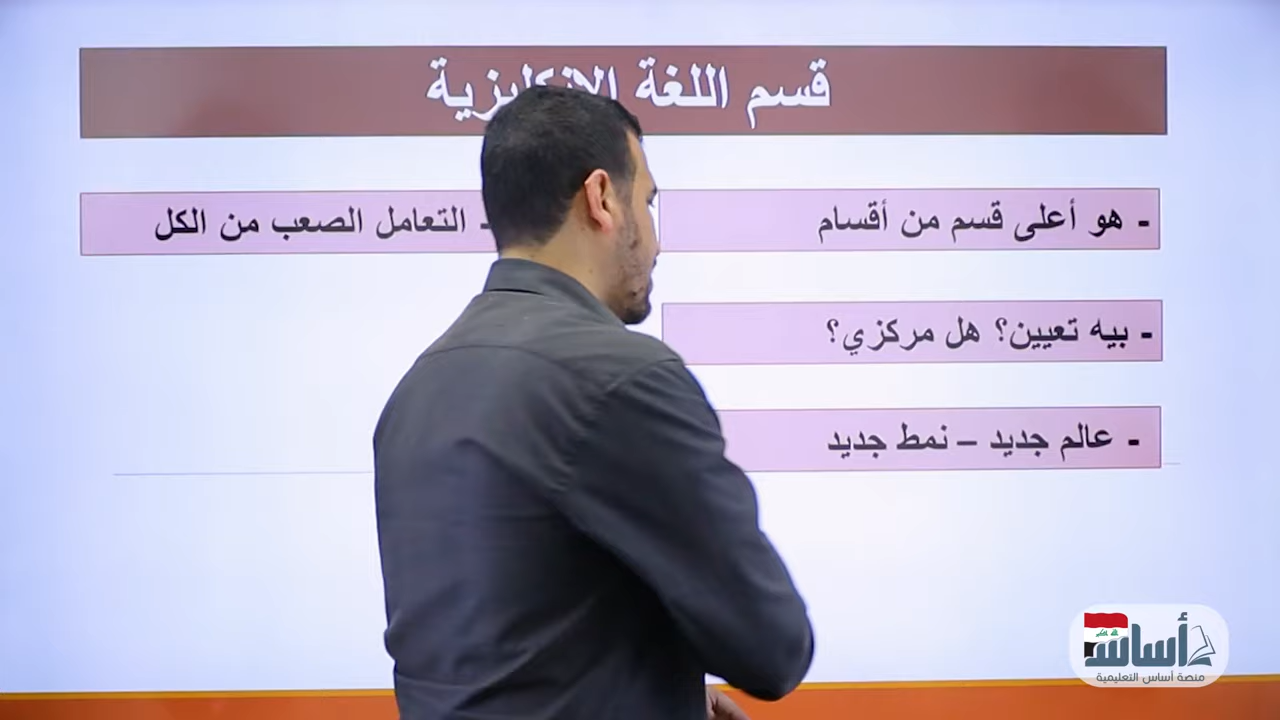 قسم اللغة الإنكليزية
- هو أعلى قسم من أقسام
- التعامل الصعب من الكل
- بيه تعيين؟ هل مركزي؟
- عالم جديد – نمط جديد
أساس
منصة أساس التعليمية